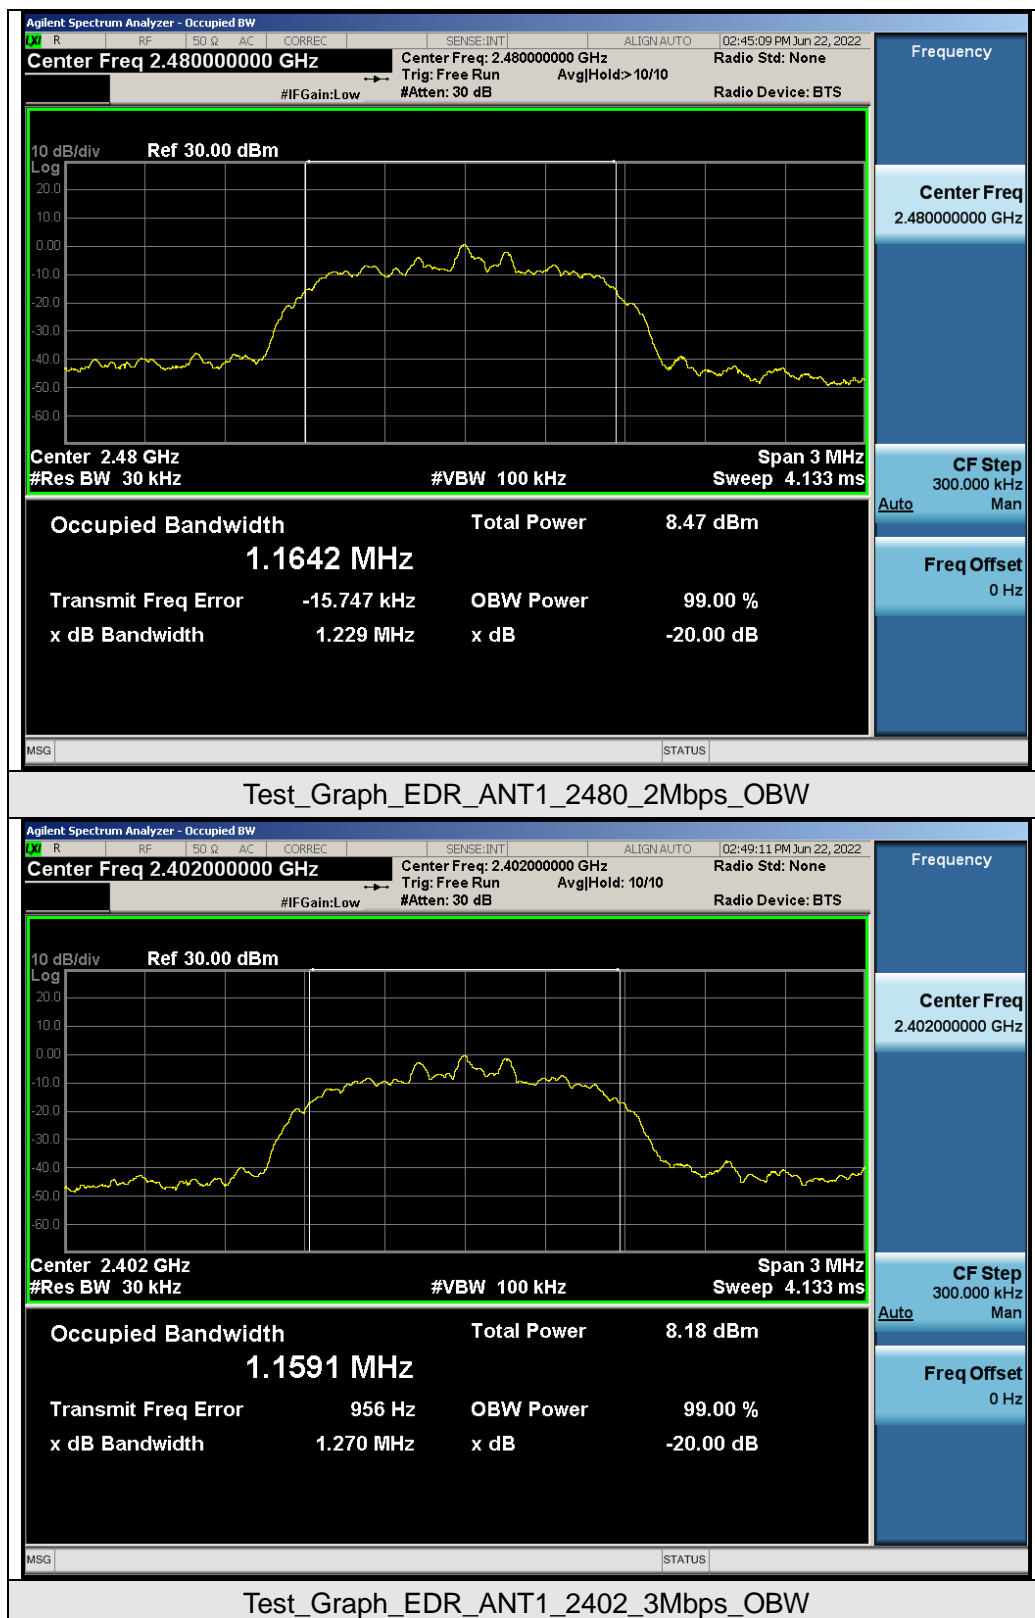 Agilent Spectrum Analyzer - Occupied BW
LXI R RF 50 Ω AC CORREC SENSE:INT ALIGN AUTO 02:45:09 PM Jun 22, 2022
Center Freq 2.480000000 GHz Center Freq: 2.480000000 GHz Radio Std: None
Trig: Free Run Avg|Hold:> 10/10
#IFGain:Low #Atten: 30 dB Radio Device: BTS
Frequency
10 dB/div Ref 30.00 dBm
Log
20.0
10.0
0.00
-10.0
-20.0
-30.0
-40.0
-50.0
-60.0
Center 2.48 GHz Span 3 MHz
#Res BW 30 kHz #VBW 100 kHz Sweep 4.133 ms
Center Freq
2.480000000 GHz
CF Step
300.000 kHz
Auto Man
Freq Offset
0 Hz
Occupied Bandwidth Total Power 8.47 dBm
1.1642 MHz
Transmit Freq Error -15.747 kHz OBW Power 99.00 %
x dB Bandwidth 1.229 MHz x dB -20.00 dB
MSG STATUS
Test_Graph_EDR_ANT1_2480_2Mbps_OBW
Agilent Spectrum Analyzer - Occupied BW
LXI R RF 50 Ω AC CORREC SENSE:INT ALIGN AUTO 02:49:11 PM Jun 22, 2022
Center Freq 2.402000000 GHz Center Freq: 2.402000000 GHz Radio Std: None
Trig: Free Run Avg|Hold: 10/10
#IFGain:Low #Atten: 30 dB Radio Device: BTS
Frequency
10 dB/div Ref 30.00 dBm
Log
20.0
10.0
0.00
-10.0
-20.0
-30.0
-40.0
-50.0
-60.0
Center 2.402 GHz Span 3 MHz
#Res BW 30 kHz #VBW 100 kHz Sweep 4.133 ms
Center Freq
2.402000000 GHz
CF Step
300.000 kHz
Auto Man
Freq Offset
0 Hz
Occupied Bandwidth Total Power 8.18 dBm
1.1591 MHz
Transmit Freq Error 956 Hz OBW Power 99.00 %
x dB Bandwidth 1.270 MHz x dB -20.00 dB
MSG STATUS
Test_Graph_EDR_ANT1_2402_3Mbps_OBW